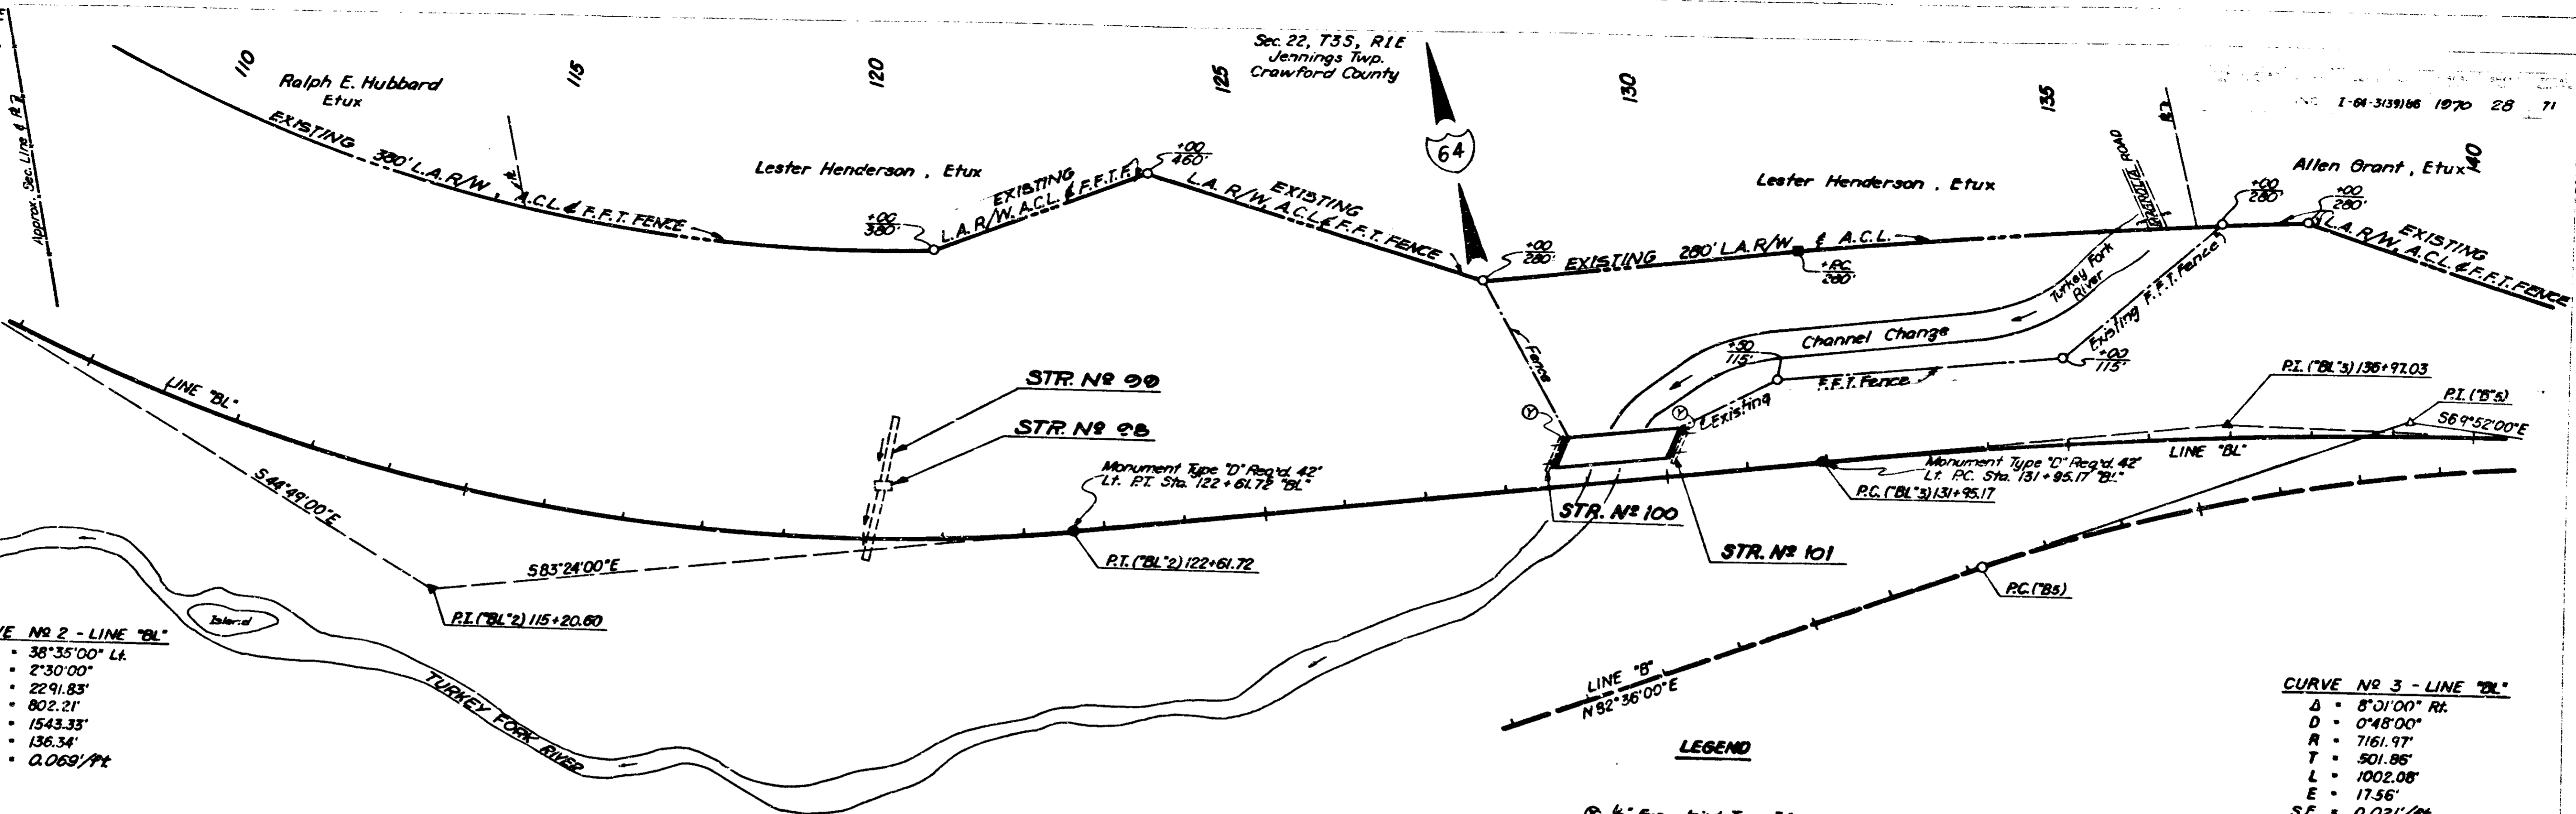 110
115
120
125
130
135
140
Ralph E. Hubbard
Etux
Sec. 22, T3S, R1E
Jennings Twp.
Crawford County
64
I-64-3(39)86 1970 28 71
Approx. Sec. Line & R
EXISTING 380' L.A.R/W, A.C.L. & F.F.T. FENCE
Lester Henderson, Etux
+00
380'
EXISTING
L.A.R/W. A.C.L. & F.F.T.F.
+00
460'
EXISTING
L.A.R/W, A.C.L. & F.F.T. FENCE
+00
280'
EXISTING 280' L.A.R/W & A.C.L.
+P.C.
280'
Lester Henderson, Etux
ROAD
Allen Grant, Etux
+00
280'
+00
280'
EXISTING
L.A.R/W, A.C.L. & F.F.T. FENCE
Turkey Fork
River
Existing F.F.T. Fence
Channel Change
Fence
+50
115'
+00
115'
Existing F.F.T. Fence
Y
Y
P.I. ("BL"3) 136+97.03
P.I. ("B"5)
S69°52'00"E
LINE "BL"
LINE "BL"
STR. Nº 99
STR. Nº 98
Monument Type "D" Req'd. 42'
Lt. P.T. Sta. 122+61.72 "BL"
Monument Type "D" Req'd. 42'
Lt. P.C. Sta. 131+95.17 "BL"
P.C. ("BL"3) 131+95.17
STR. Nº 100
STR. Nº 101
S44°49'00"E
S83°24'00"E
P.T. ("BL"2) 122+61.72
P.I. ("BL"2) 115+20.60
P.C. ("B5)
Island
TURKEY FORK RIVER
LINE "B"
N82°36'00"E
VE Nº 2 - LINE "BL"
= 38°35'00" Lt.
= 2°30'00"
= 2291.83'
= 802.21'
= 1543.33'
= 136.34'
= 0.069'/Ft.
LEGEND
CURVE Nº 3 - LINE "BL"
Δ = 8°01'00" Rt.
D = 0°48'00"
R = 7161.97'
T = 501.86'
L = 1002.08'
E = 17.56'
S.E. = 0.021'/Ft.